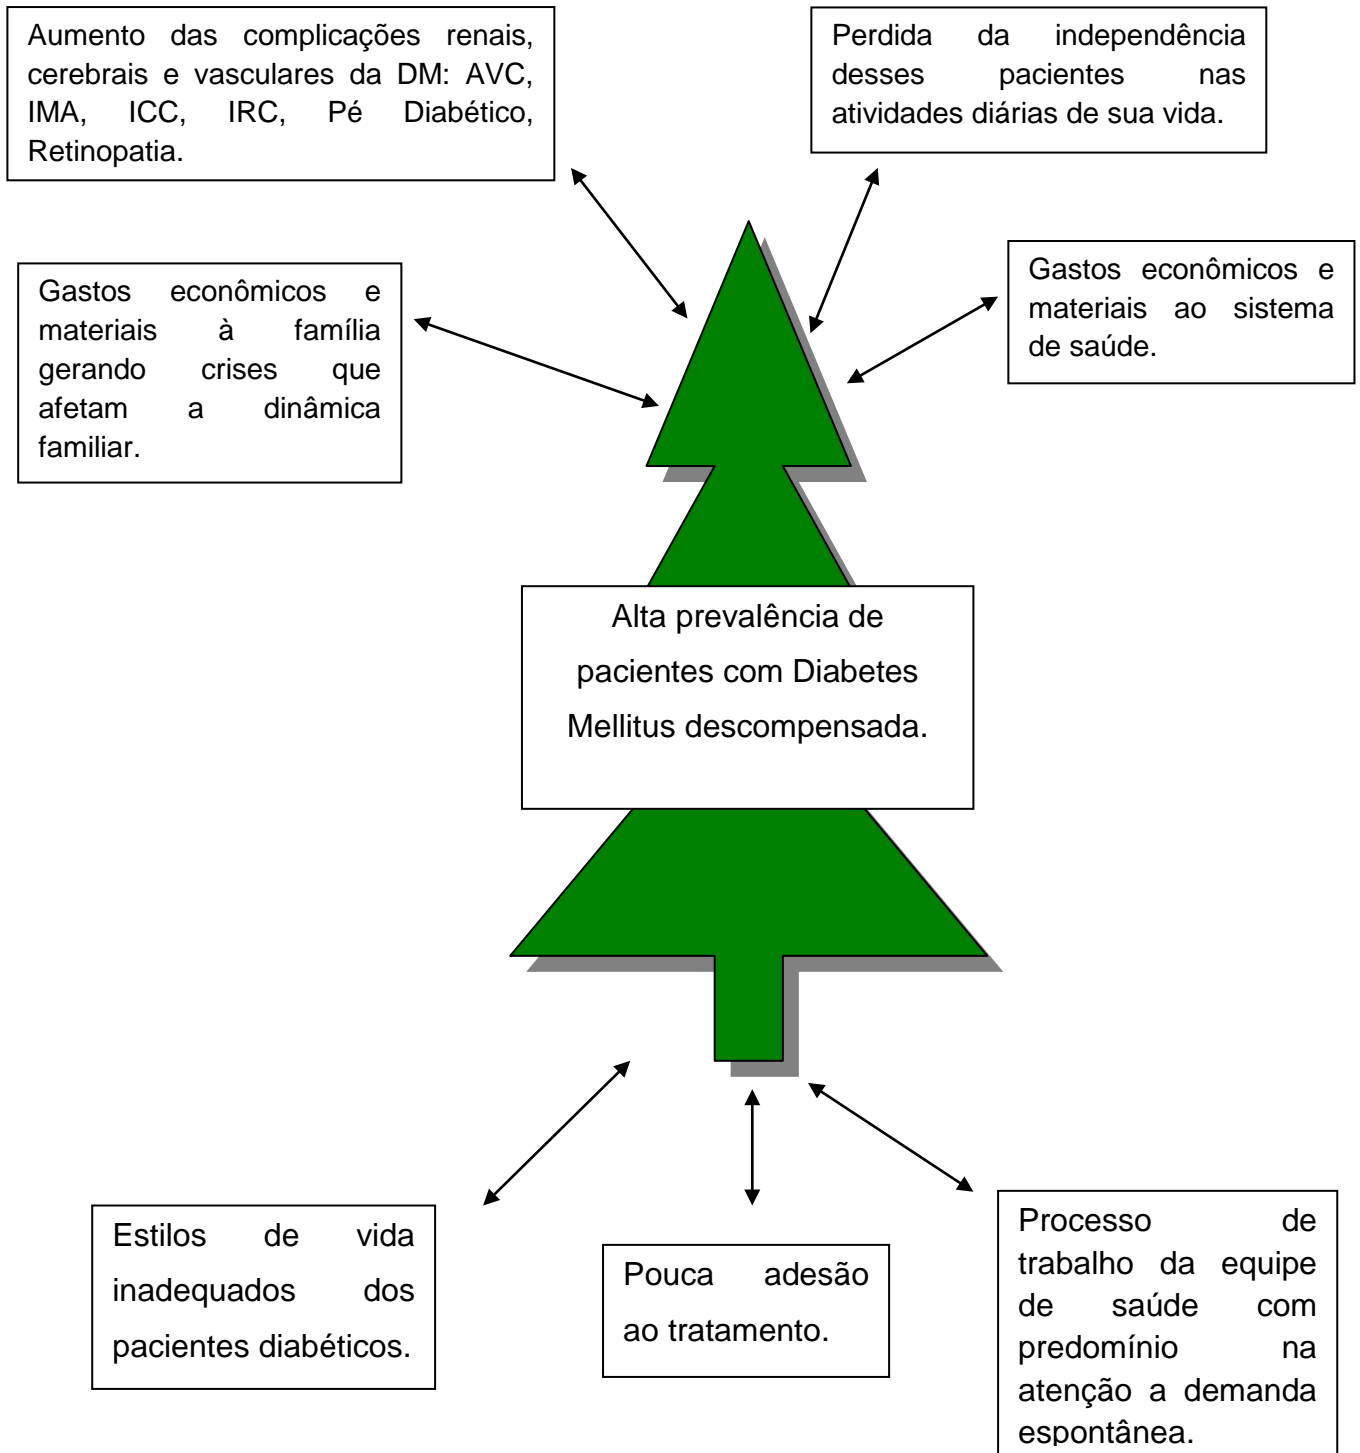 Aumento das complicações renais,
cerebrais e vasculares da DM: AVC,
IMA, ICC, IRC, Pé Diabético,
Retinopatia.
Perdida da independência
desses pacientes nas
atividades diárias de sua vida.
Gastos econômicos e
materiais à família
gerando crises que
afetam a dinâmica
familiar.
Gastos econômicos e
materiais ao sistema
de saúde.
Alta prevalência de
pacientes com Diabetes
Mellitus descompensada.
Estilos de vida
inadequados dos
pacientes diabéticos.
Pouca adesão
ao tratamento.
Processo de
trabalho da equipe
de saúde com
predomínio na
atenção a demanda
espontânea.